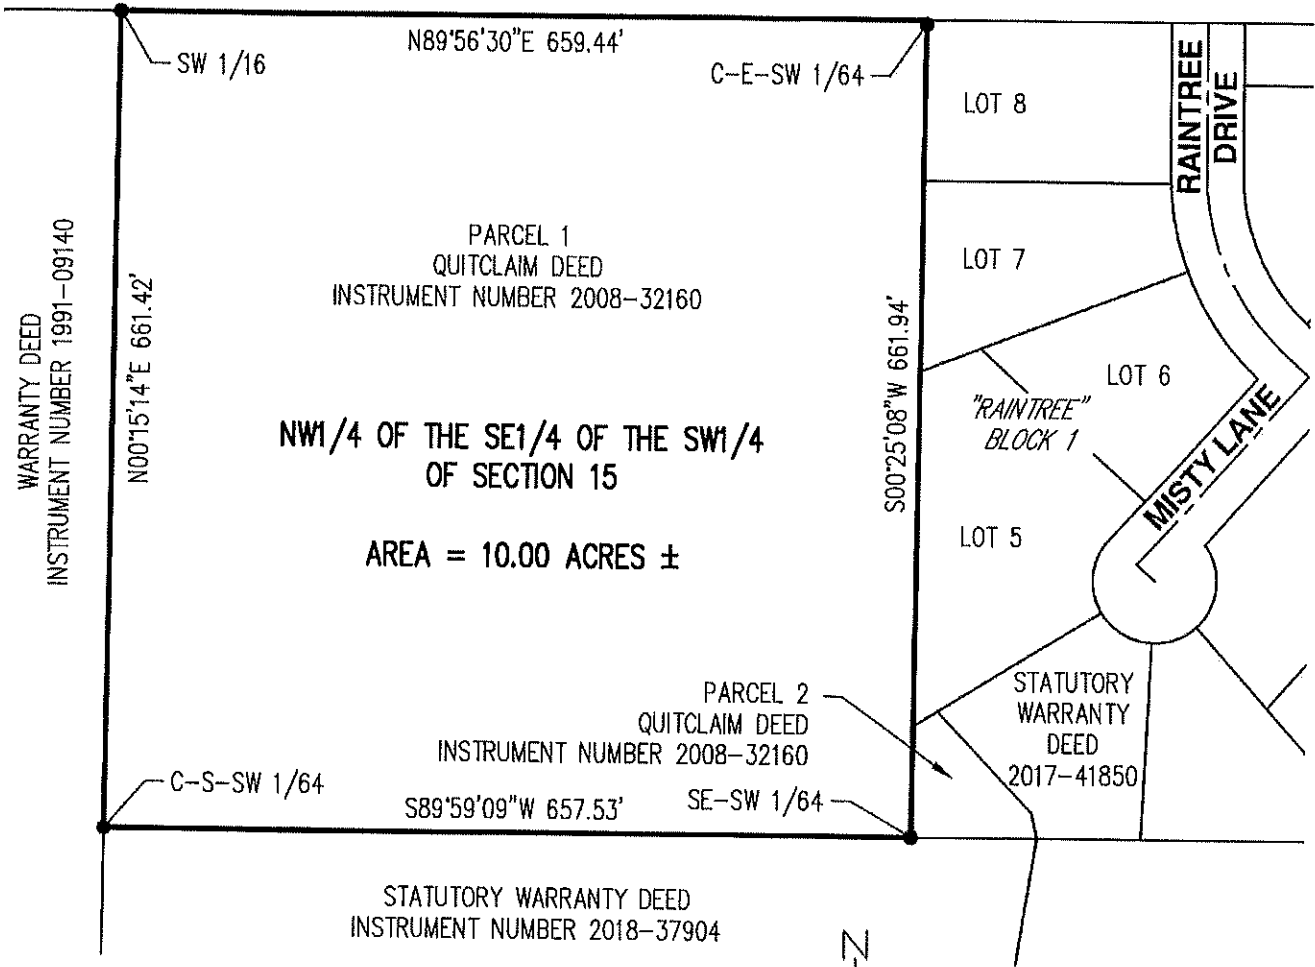 N89°56'30"E 659.44'
SW 1/16
C-E-SW 1/64
LOT 8
RAINTREE
DRIVE
PARCEL 1
QUITCLAIM DEED
INSTRUMENT NUMBER 2008-32160
LOT 7
WARRANTY DEED
INSTRUMENT NUMBER 1991-09140
N00°15'14"E 661.42'
S00°25'08"W 661.94'
LOT 6
"RAINTREE"
BLOCK 1
MISTY LANE
NW1/4 OF THE SE1/4 OF THE SW1/4
OF SECTION 15
AREA = 10.00 ACRES ±
LOT 5
PARCEL 2
QUITCLAIM DEED
INSTRUMENT NUMBER 2008-32160
STATUTORY
WARRANTY
DEED
2017-41850
C-S-SW 1/64
S89°59'09"W 657.53'
SE-SW 1/64
STATUTORY WARRANTY DEED
INSTRUMENT NUMBER 2018-37904
N